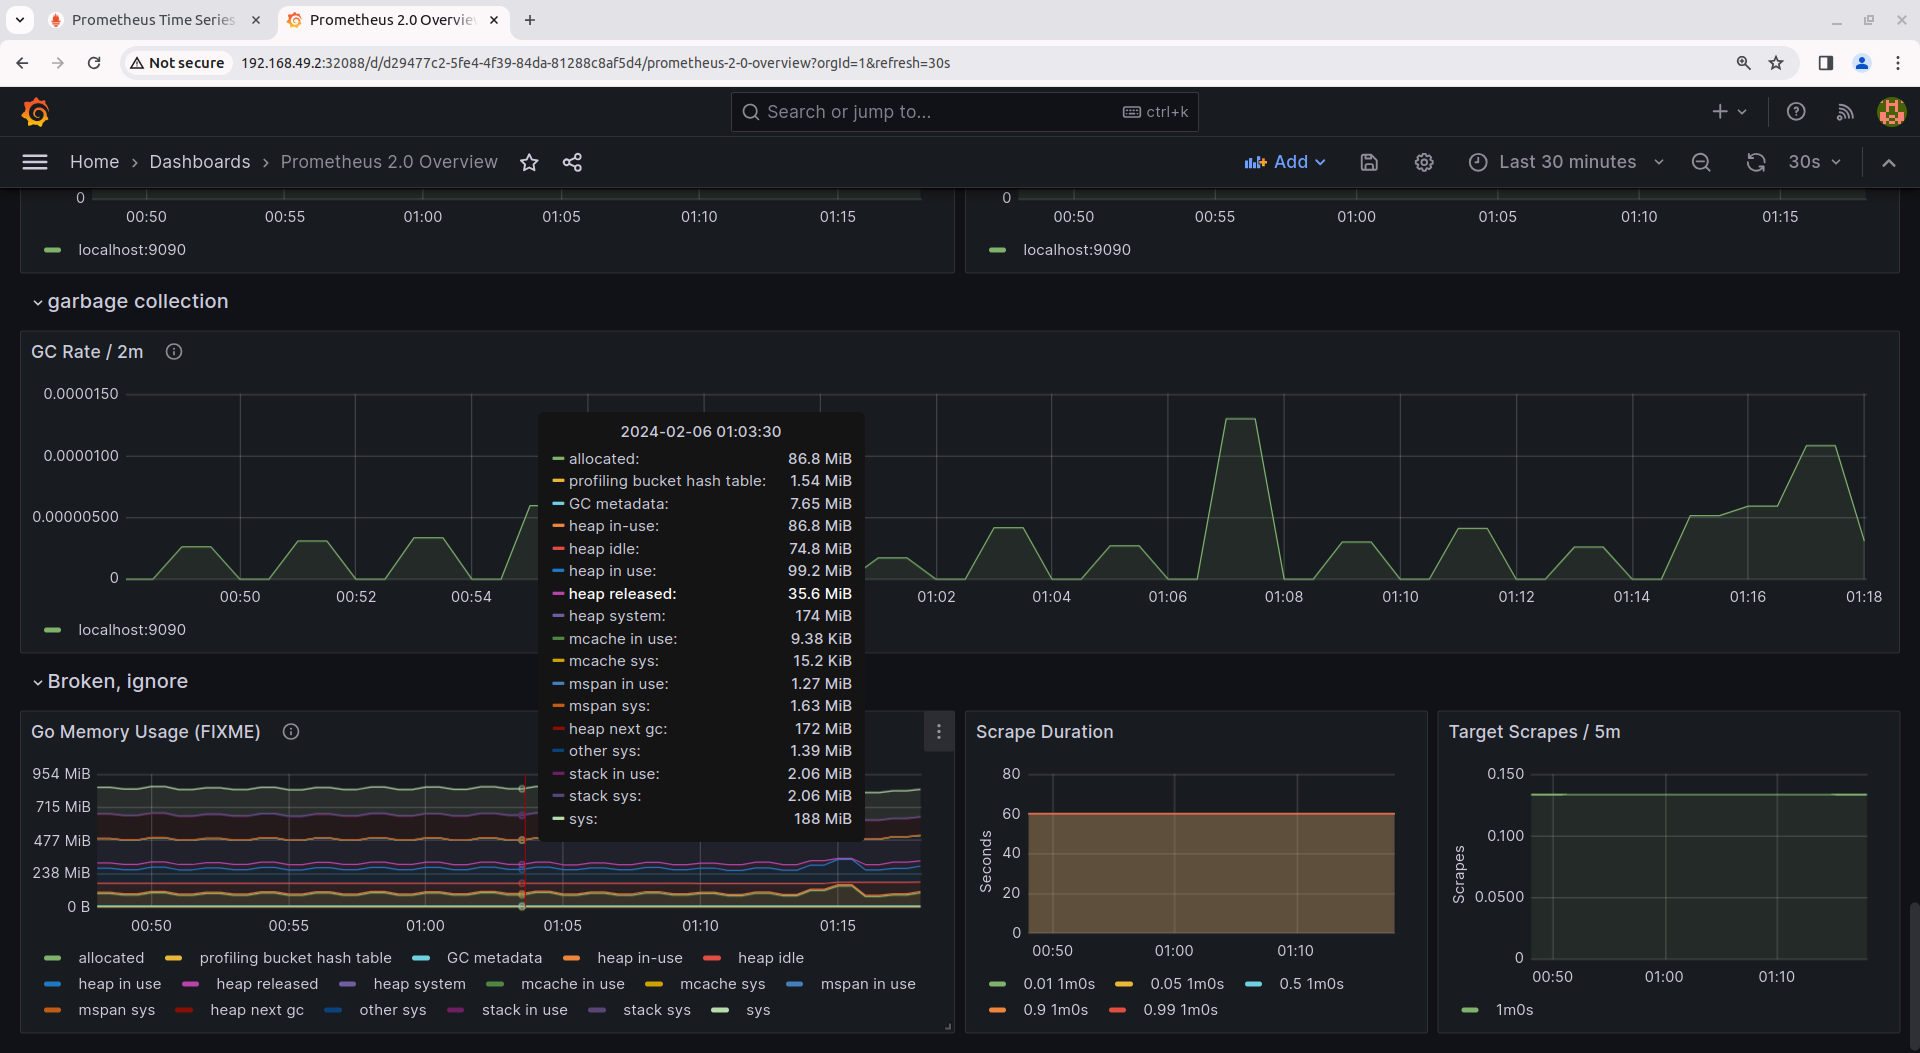 Prometheus Time Series
Prometheus 2.0 Overvie
Not secure
192.168.49.2:32088/d/d29477c2-5fe4-4f39-84da-81288c8af5d4/prometheus-2-0-overview?orgId=1&refresh=30s
Search or jump to... ctrl+k
Home › Dashboards › Prometheus 2.0 Overview
Add
Last 30 minutes
30s
0
00:50 00:55 01:00 01:05 01:10 01:15
localhost:9090
0
00:50 00:55 01:00 01:05 01:10 01:15
localhost:9090
garbage collection
GC Rate / 2m
0.0000150
0.0000100
0.00000500
0
00:50 00:52 00:54 01:02 01:04 01:06 01:08 01:10 01:12 01:14 01:16 01:18
localhost:9090
2024-02-06 01:03:30
allocated: 86.8 MiB
profiling bucket hash table: 1.54 MiB
GC metadata: 7.65 MiB
heap in-use: 86.8 MiB
heap idle: 74.8 MiB
heap in use: 99.2 MiB
heap released: 35.6 MiB
heap system: 174 MiB
mcache in use: 9.38 KiB
mcache sys: 15.2 KiB
mspan in use: 1.27 MiB
mspan sys: 1.63 MiB
heap next gc: 172 MiB
other sys: 1.39 MiB
stack in use: 2.06 MiB
stack sys: 2.06 MiB
sys: 188 MiB
Broken, ignore
Go Memory Usage (FIXME)
954 MiB
715 MiB
477 MiB
238 MiB
0 B
00:50 00:55 01:00 01:05 01:10 01:15
allocated profiling bucket hash table GC metadata heap in-use heap idle
heap in use heap released heap system mcache in use mcache sys mspan in use
mspan sys heap next gc other sys stack in use stack sys sys
Scrape Duration
Seconds
80
60
40
20
0
00:50 01:00 01:10
0.01 1m0s 0.05 1m0s 0.5 1m0s
0.9 1m0s 0.99 1m0s
Target Scrapes / 5m
Scrapes
0.150
0.100
0.0500
0
00:50 01:00 01:10
1m0s